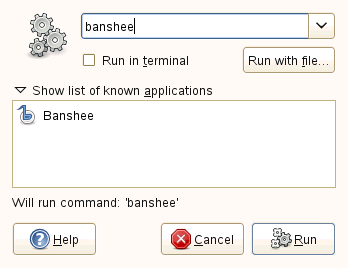 banshee
Run in terminal
Run with file...
Show list of known applications
Banshee
Will run command: 'banshee'
Help
Cancel
Run